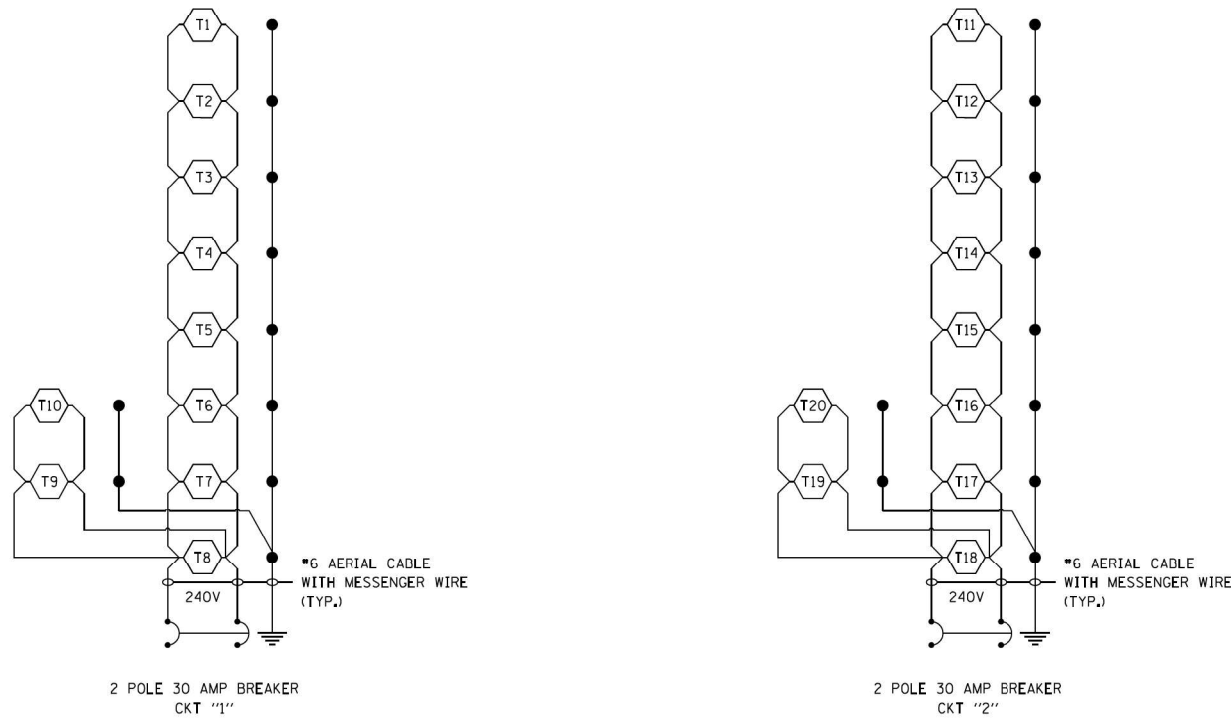 T1
T2
T3
T4
T5
T10
T6
T9
T7
T8
240V
#6 AERIAL CABLE
WITH MESSENGER WIRE
(TYP.)
2 POLE 30 AMP BREAKER
CKT "1"
T11
T12
T13
T14
T15
T20
T16
T19
T17
T18
240V
#6 AERIAL CABLE
WITH MESSENGER WIRE
(TYP.)
2 POLE 30 AMP BREAKER
CKT "2"